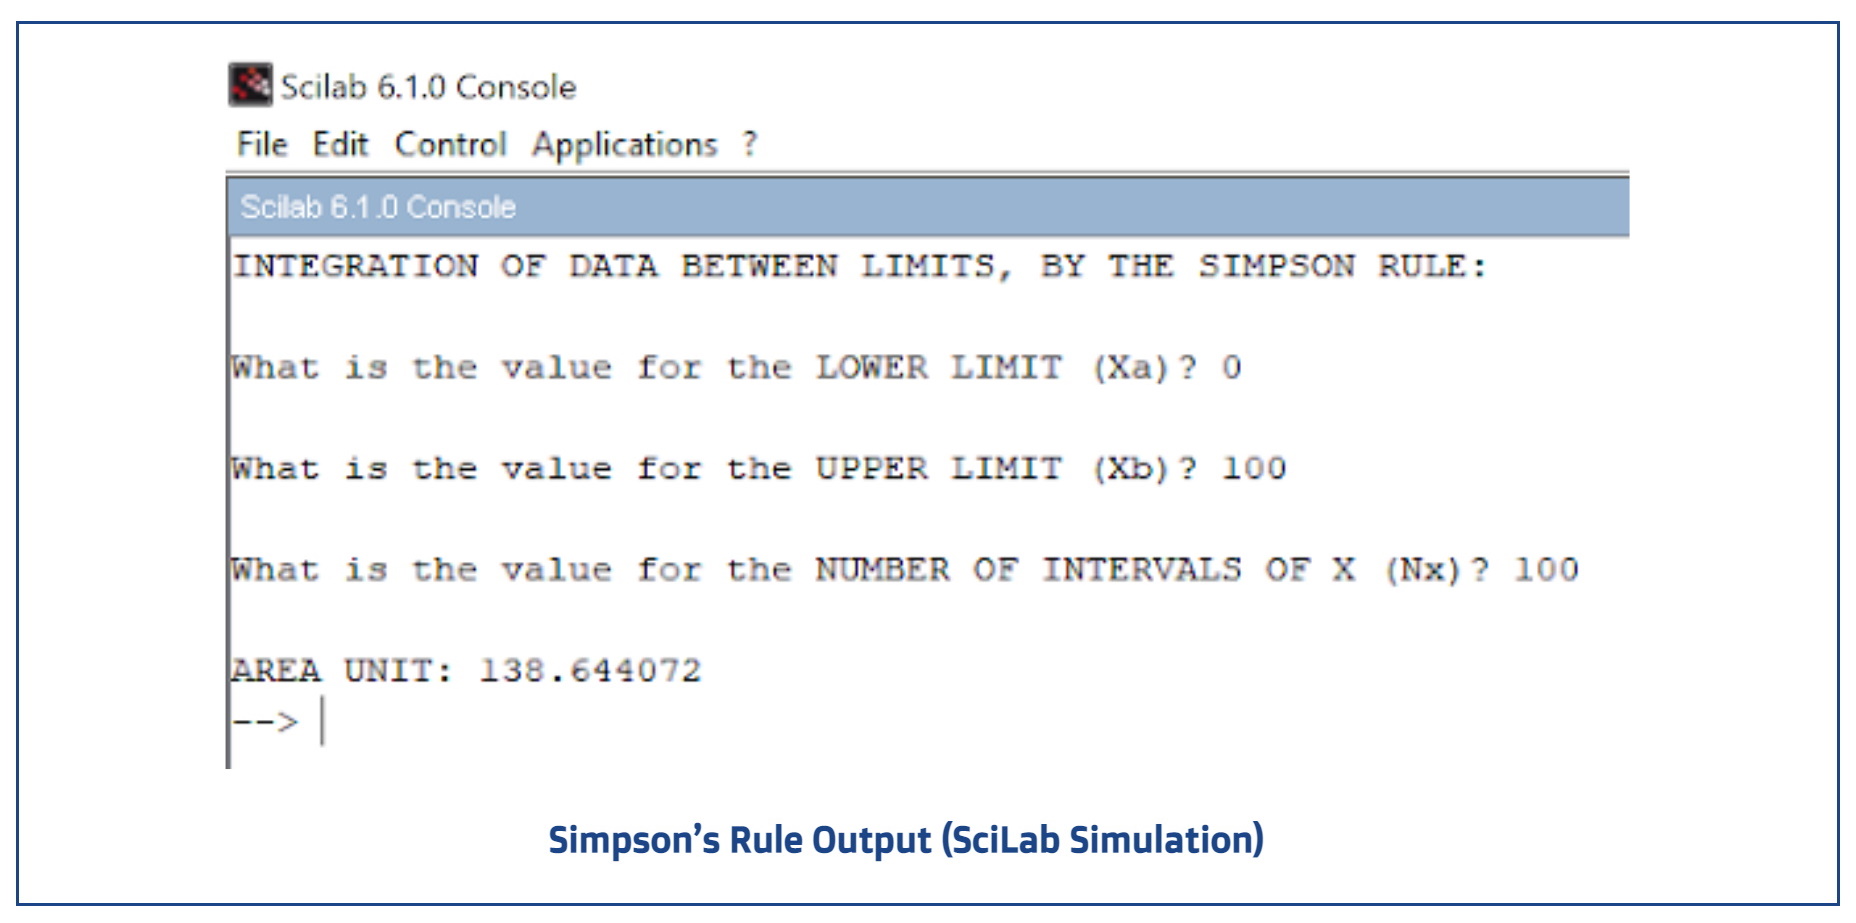 Scilab 6.1.0 Console
File Edit Control Applications ?
Scilab 6.1.0 Console
INTEGRATION OF DATA BETWEEN LIMITS, BY THE SIMPSON RULE:
What is the value for the LOWER LIMIT (Xa)? 0
What is the value for the UPPER LIMIT (Xb)? 100
What is the value for the NUMBER OF INTERVALS OF X (Nx)? 100
AREA UNIT: 138.644072
-->
Simpson’s Rule Output (SciLab Simulation)